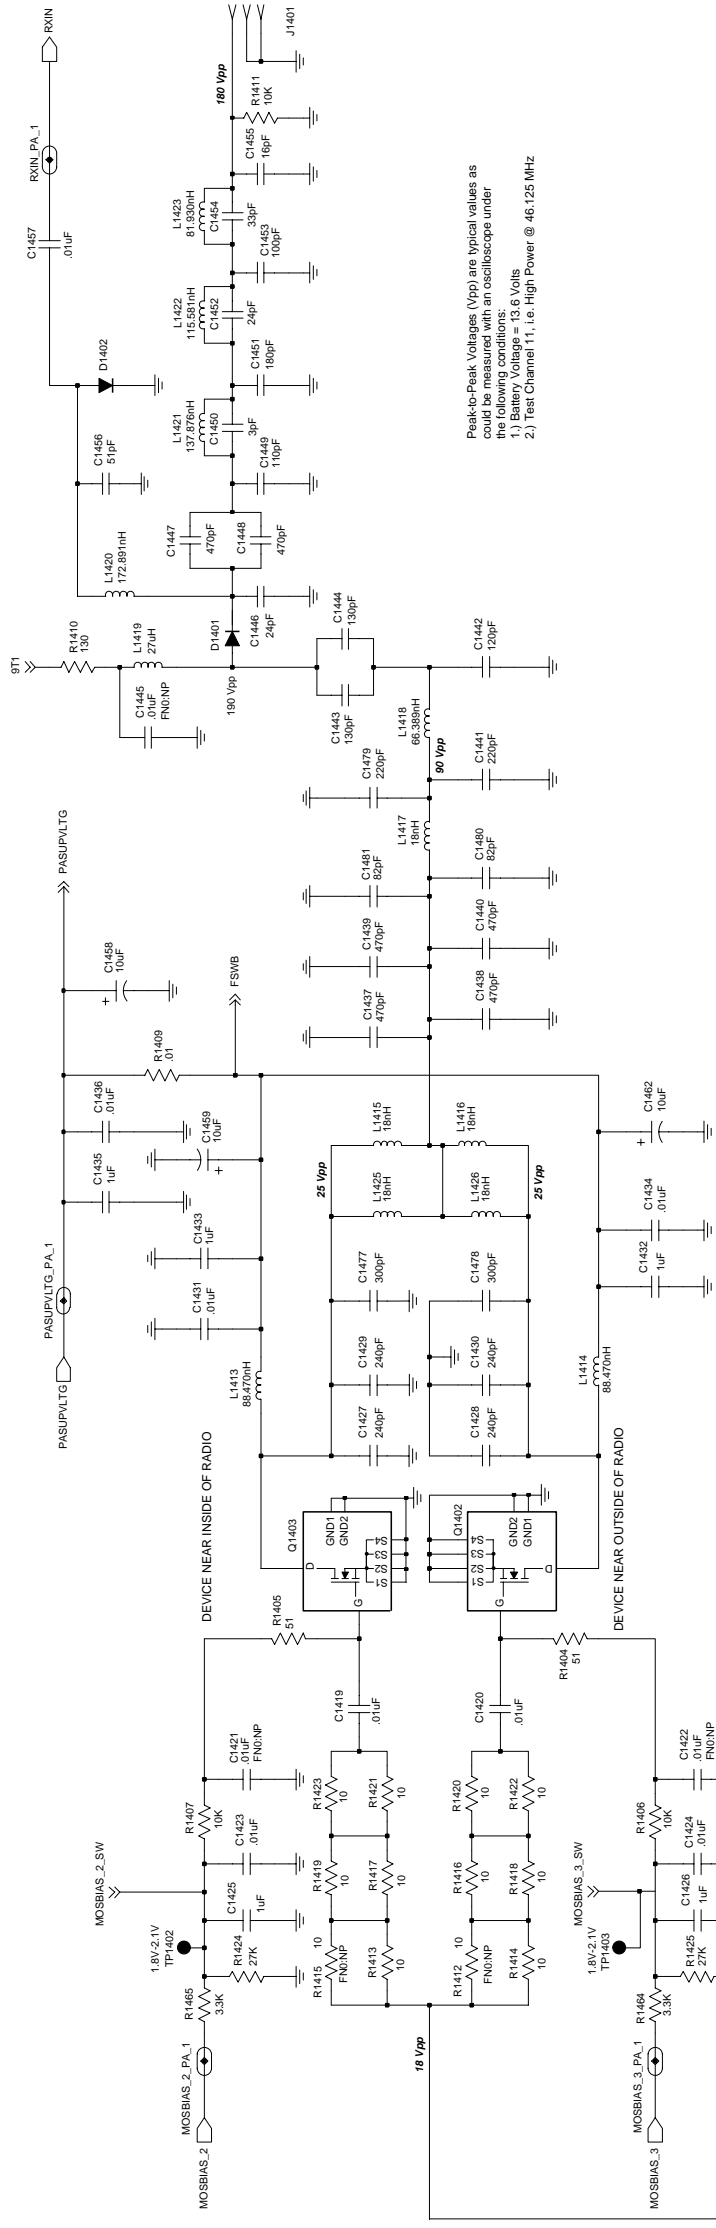 MOSBIAS_2
MOSBIAS_2_PA_1
R1465
3.3K
1.8V-2.1V
TP1402
MOSBIAS_2_SW
R1424
27K
C1425
1uF
C1423
.01uF
R1407
10K
C1421
.01uF
FN0:NP
R1405
51
18 Vpp
R1415
10
FN0:NP
R1413
10
R1419
10
R1417
10
R1423
10
R1421
10
C1419
.01uF
R1412
10
FN0:NP
R1414
10
R1416
10
R1418
10
R1420
10
R1422
10
C1420
.01uF
R1404
51
MOSBIAS_3
MOSBIAS_3_PA_1
R1464
3.3K
1.8V-2.1V
TP1403
MOSBIAS_3_SW
R1425
27K
C1426
1uF
C1424
.01uF
R1406
10K
C1422
.01uF
FN0:NP
DEVICE NEAR INSIDE OF RADIO
Q1403
D
G
S1
S2
S3
S4
GND1
GND2
Q1402
S1
S2
S3
S4
GND2
GND1
G
D
DEVICE NEAR OUTSIDE OF RADIO
PASUPVLTG
PASUPVLTG_PA_1
L1413
88.470nH
C1431
.01uF
C1433
1uF
C1435
1uF
C1459
10uF
+
C1436
.01uF
R1409
.01
C1458
10uF
+
FSWB
PASUPVLTG
C1427
240pF
C1429
240pF
C1477
300pF
25 Vpp
L1425
18nH
L1415
18nH
C1428
240pF
C1430
240pF
C1478
300pF
L1426
18nH
L1416
18nH
25 Vpp
L1414
88.470nH
C1432
1uF
C1434
.01uF
C1462
10uF
+
C1437
470pF
C1439
470pF
C1481
82pF
L1417
18nH
C1479
220pF
C1438
470pF
C1440
470pF
C1480
82pF
90 Vpp
C1441
220pF
L1418
66.389nH
C1442
120pF
C1443
130pF
C1444
130pF
9T1
R1410
130
C1445
.01uF
FN0:NP
L1419
27uH
190 Vpp
D1401
C1446
24pF
L1420
172.891nH
C1456
51pF
D1402
C1457
.01uF
RXIN_PA_1
RXIN
C1447
470pF
C1448
470pF
C1449
110pF
L1421
137.876nH
C1450
3pF
C1451
180pF
L1422
115.581nH
C1452
24pF
C1453
100pF
L1423
81.930nH
C1454
33pF
C1455
16pF
R1411
10K
180 Vpp
J1401
Peak-to-Peak Voltages (Vpp) are typical values as
could be measured with an oscilloscope under
the following conditions:
1.) Battery Voltage = 13.6 Volts
2.) Test Channel 11, i.e. High Power @ 46.125 MHz